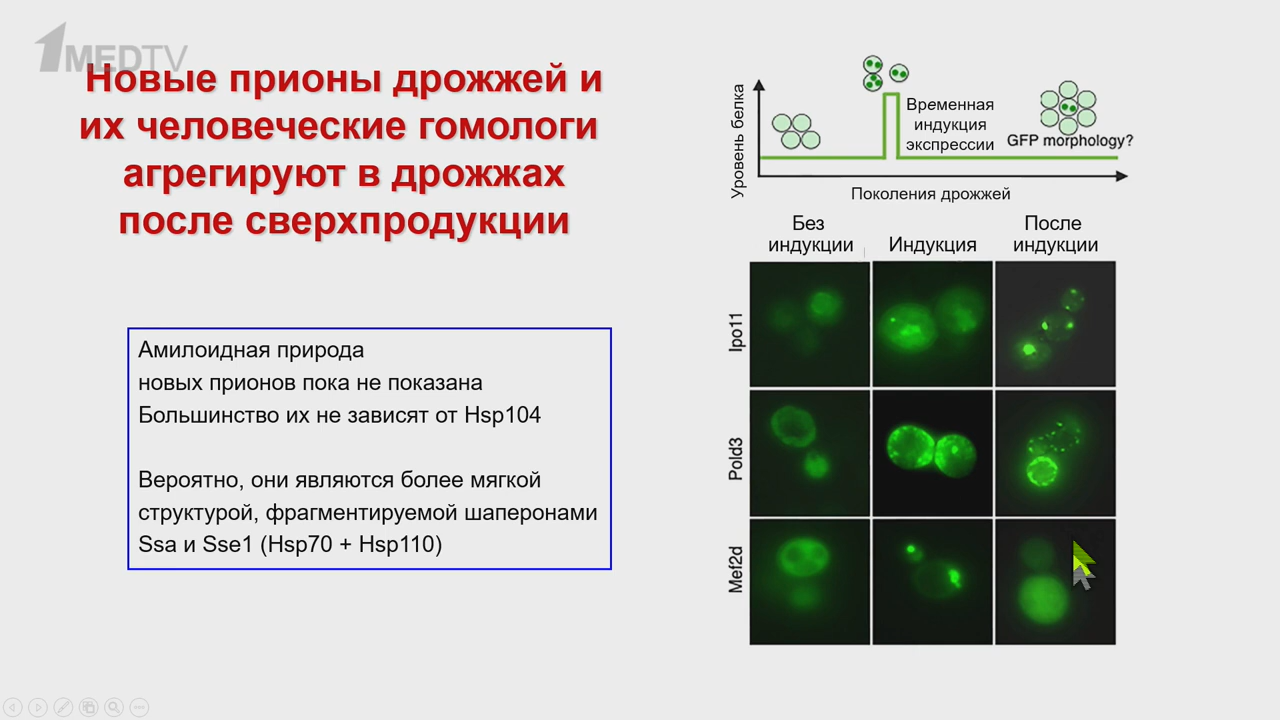 1MEDTV
Новые прионы дрожжей и
их человеческие гомологи
агрегируют в дрожжах
после сверхпродукции
Амилоидная природа
новых прионов пока не показана
Большинство их не зависят от Hsp104
Вероятно, они являются более мягкой
структурой, фрагментируемой шаперонами
Ssa и Sse1 (Hsp70 + Hsp110)
Уровень белка
Временная
индукция
экспрессии
GFP morphology?
Поколения дрожжей
Без
индукции
Индукция
После
индукции
Ipo11
Pold3
Mef2d